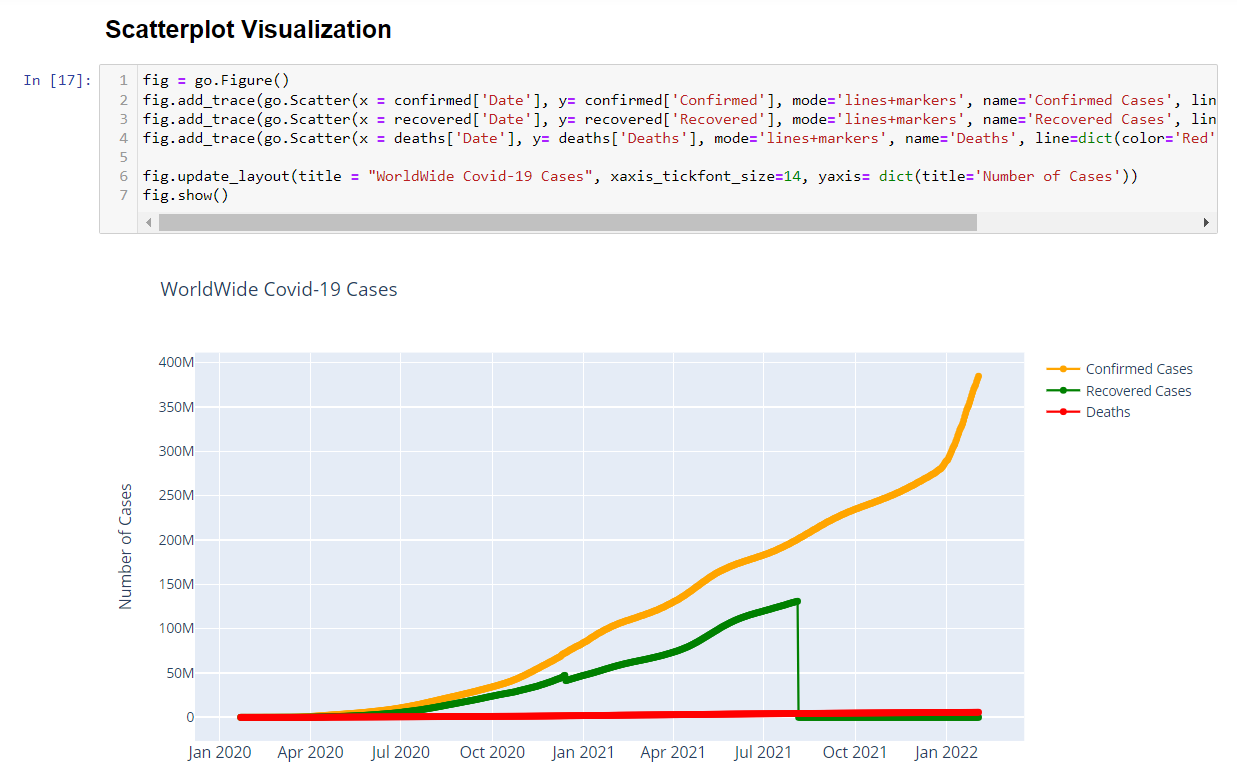 Scatterplot Visualization
In [17]:
1 fig = go.Figure()
2 fig.add_trace(go.Scatter(x = confirmed['Date'], y= confirmed['Confirmed'], mode='lines+markers', name='Confirmed Cases', lin
3 fig.add_trace(go.Scatter(x = recovered['Date'], y= recovered['Recovered'], mode='lines+markers', name='Recovered Cases', lin
4 fig.add_trace(go.Scatter(x = deaths['Date'], y= deaths['Deaths'], mode='lines+markers', name='Deaths', line=dict(color='Red'
5
6 fig.update_layout(title = "WorldWide Covid-19 Cases", xaxis_tickfont_size=14, yaxis= dict(title='Number of Cases'))
7 fig.show()
WorldWide Covid-19 Cases
400M
350M
300M
250M
200M
150M
100M
50M
0
Number of Cases
Jan 2020 Apr 2020 Jul 2020 Oct 2020 Jan 2021 Apr 2021 Jul 2021 Oct 2021 Jan 2022
Confirmed Cases
Recovered Cases
Deaths